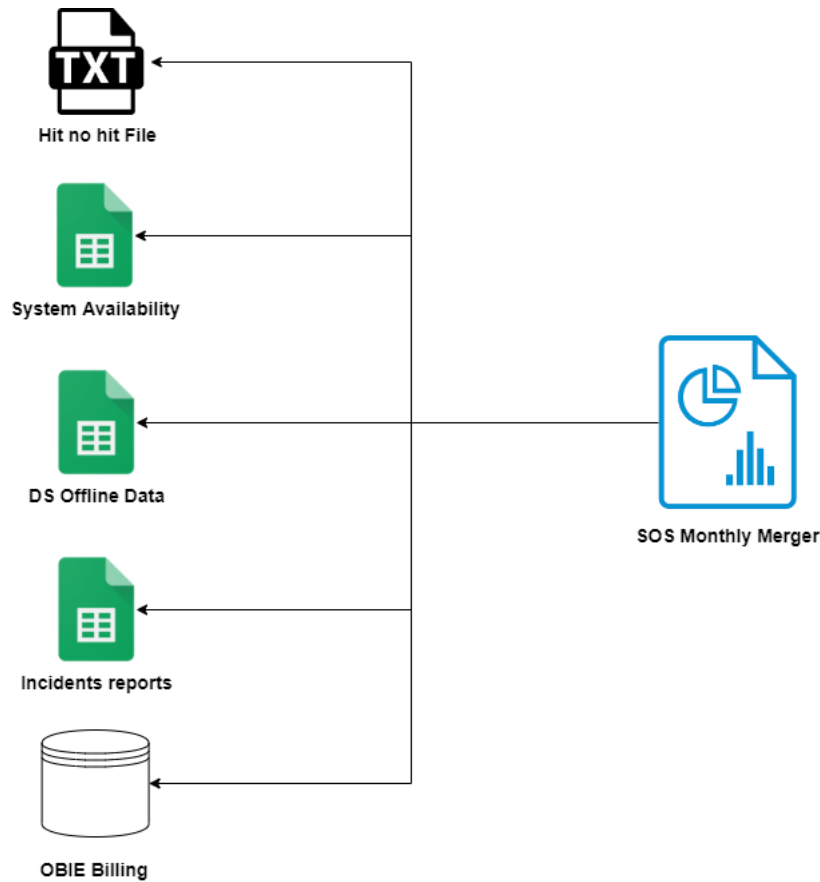 TXT
Hit no hit File
System Availability
DS Offline Data
SOS Monthly Merger
Incidents reports
OBIE Billing